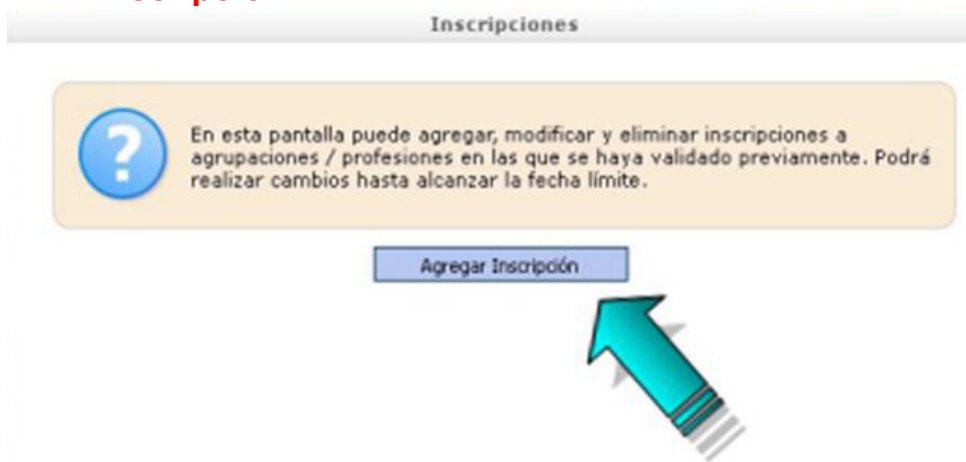 Inscripciones
?
En esta pantalla puede agregar, modificar y eliminar inscripciones a
agrupaciones / profesiones en las que se haya validado previamente. Podrá
realizar cambios hasta alcanzar la fecha límite.
Agregar Inscripción